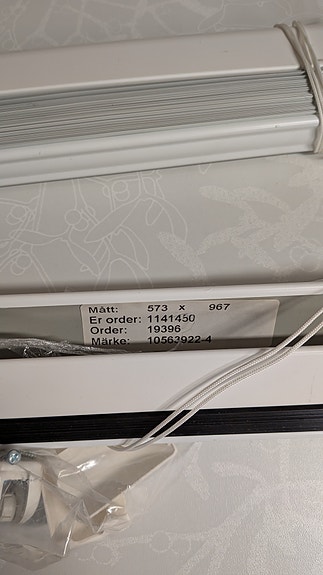 Mått: 573 x 967
Er order: 1141450
Order: 19396
Märke: 10563922-4